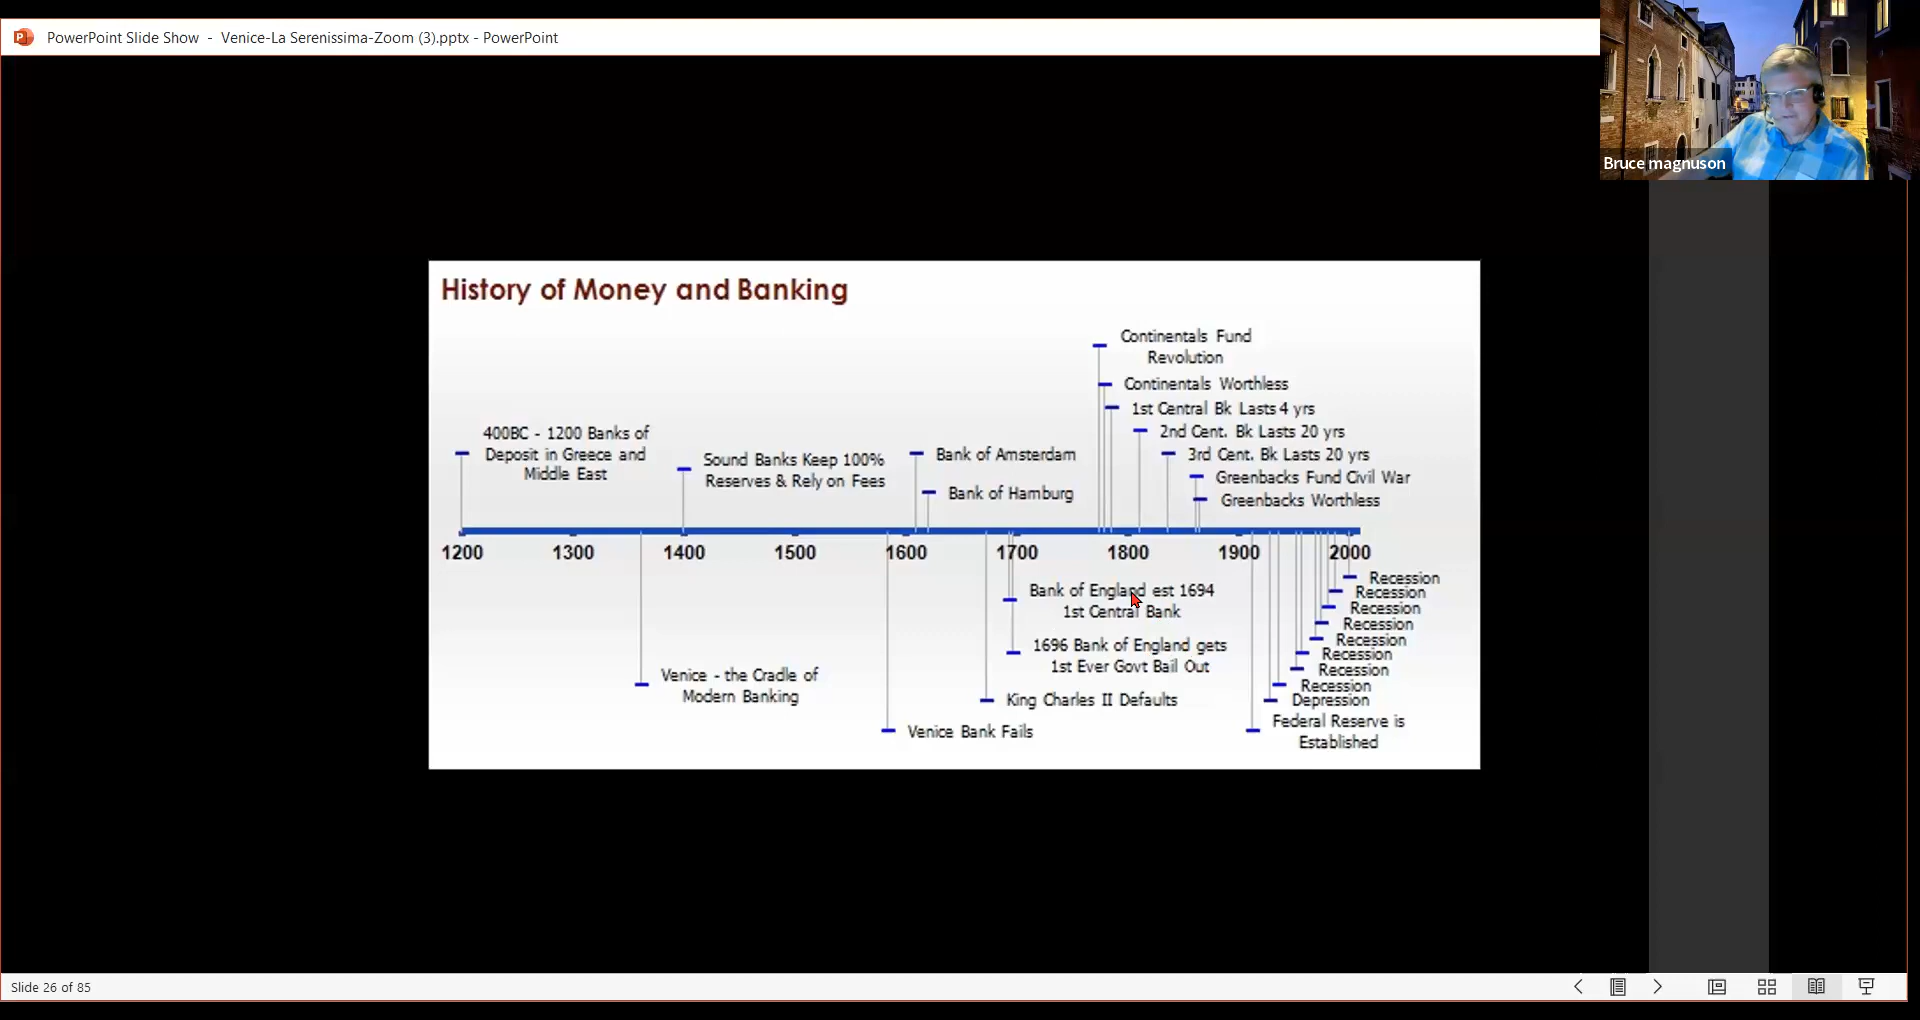 PowerPoint Slide Show - Venice-La Serenissima-Zoom (3).pptx - PowerPoint
Bruce magnuson
History of Money and Banking
Continentals Fund
Revolution
Continentals Worthless
1st Central Bk Lasts 4 yrs
2nd Cent. Bk Lasts 20 yrs
3rd Cent. Bk Lasts 20 yrs
Greenbacks Fund Civil War
Greenbacks Worthless
400BC - 1200 Banks of
Deposit in Greece and
Middle East
Sound Banks Keep 100%
Reserves & Rely on Fees
Bank of Amsterdam
Bank of Hamburg
1200 1300 1400 1500 1600 1700 1800 1900 2000
Bank of England est 1694
1st Central Bank
1696 Bank of England gets
1st Ever Govt Bail Out
King Charles II Defaults
Venice - the Cradle of
Modern Banking
Venice Bank Fails
Recession
Recession
Recession
Recession
Recession
Recession
Recession
Recession
Depression
Federal Reserve is
Established
Slide 26 of 85